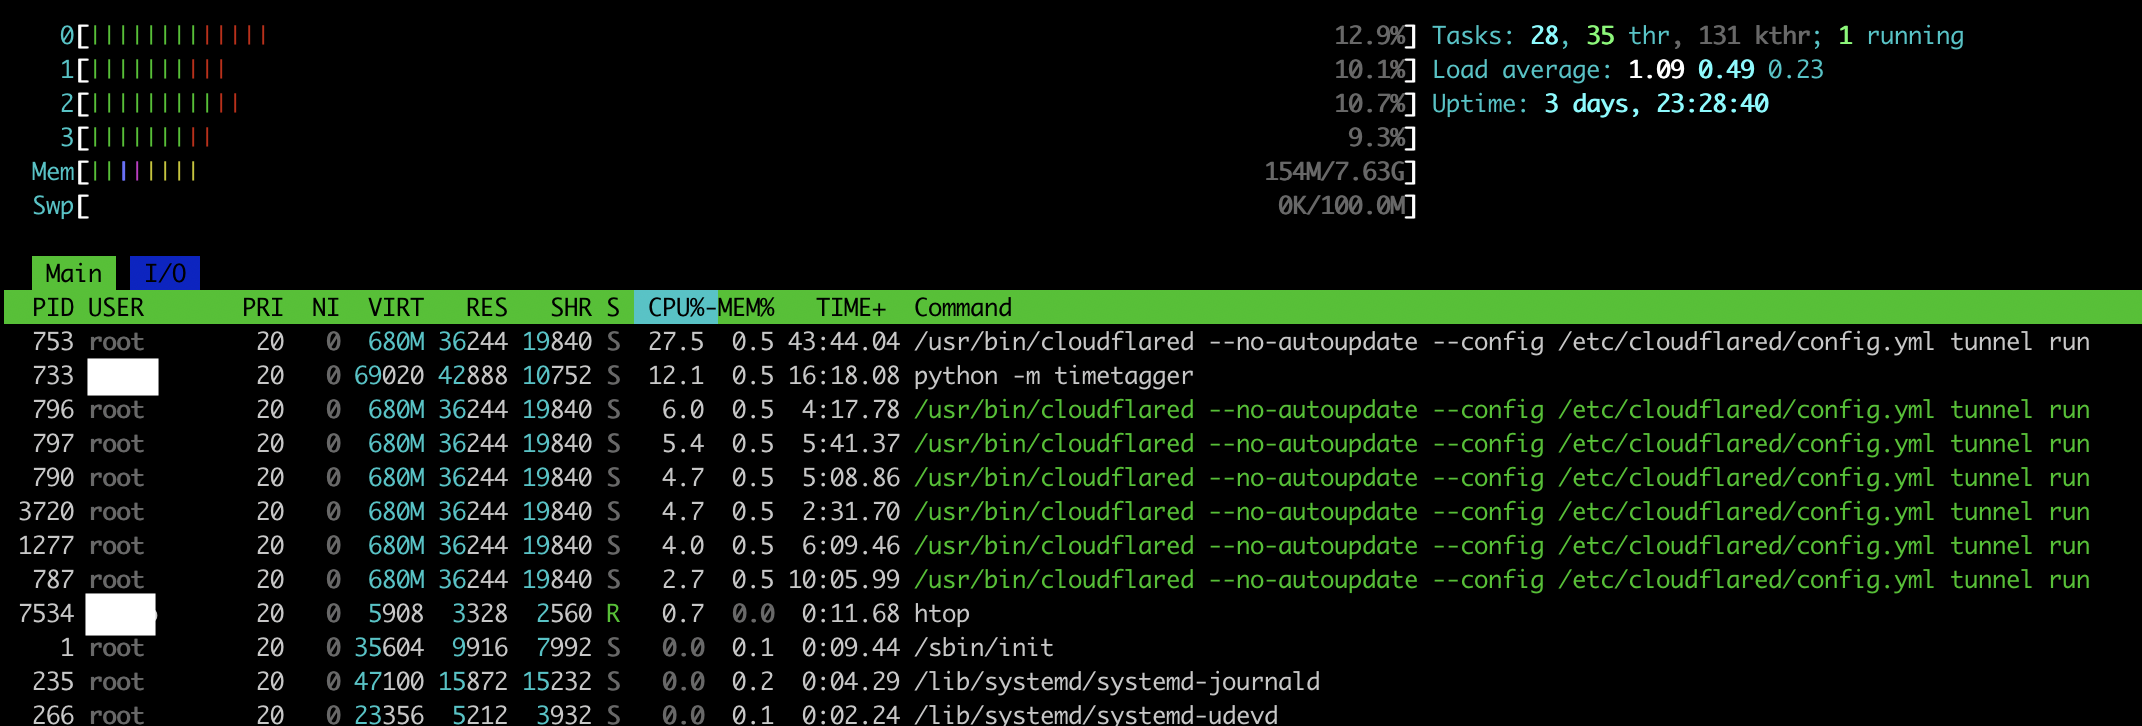 0[||||||||||||| 12.9%] Tasks: 28, 35 thr, 131 kthr; 1 running
1[|||||||||| 10.1%] Load average: 1.09 0.49 0.23
2[||||||||||| 10.7%] Uptime: 3 days, 23:28:40
3[||||||||| 9.3%]
Mem[|||||||| 154M/7.63G]
Swp[ 0K/100.0M]
Main I/O
PID USER PRI NI VIRT RES SHR S CPU%-MEM% TIME+ Command
753 root 20 0 680M 36244 19840 S 27.5 0.5 43:44.04 /usr/bin/cloudflared --no-autoupdate --config /etc/cloudflared/config.yml tunnel run
733 20 0 69020 42888 10752 S 12.1 0.5 16:18.08 python -m timetagger
796 root 20 0 680M 36244 19840 S 6.0 0.5 4:17.78 /usr/bin/cloudflared --no-autoupdate --config /etc/cloudflared/config.yml tunnel run
797 root 20 0 680M 36244 19840 S 5.4 0.5 5:41.37 /usr/bin/cloudflared --no-autoupdate --config /etc/cloudflared/config.yml tunnel run
790 root 20 0 680M 36244 19840 S 4.7 0.5 5:08.86 /usr/bin/cloudflared --no-autoupdate --config /etc/cloudflared/config.yml tunnel run
3720 root 20 0 680M 36244 19840 S 4.7 0.5 2:31.70 /usr/bin/cloudflared --no-autoupdate --config /etc/cloudflared/config.yml tunnel run
1277 root 20 0 680M 36244 19840 S 4.0 0.5 6:09.46 /usr/bin/cloudflared --no-autoupdate --config /etc/cloudflared/config.yml tunnel run
787 root 20 0 680M 36244 19840 S 2.7 0.5 10:05.99 /usr/bin/cloudflared --no-autoupdate --config /etc/cloudflared/config.yml tunnel run
7534 20 0 5908 3328 2560 R 0.7 0.0 0:11.68 htop
1 root 20 0 35604 9916 7992 S 0.0 0.1 0:09.44 /sbin/init
235 root 20 0 47100 15872 15232 S 0.0 0.2 0:04.29 /lib/systemd/systemd-journald
266 root 20 0 23356 5212 3932 S 0.0 0.1 0:02.24 /lib/systemd/systemd-udevd